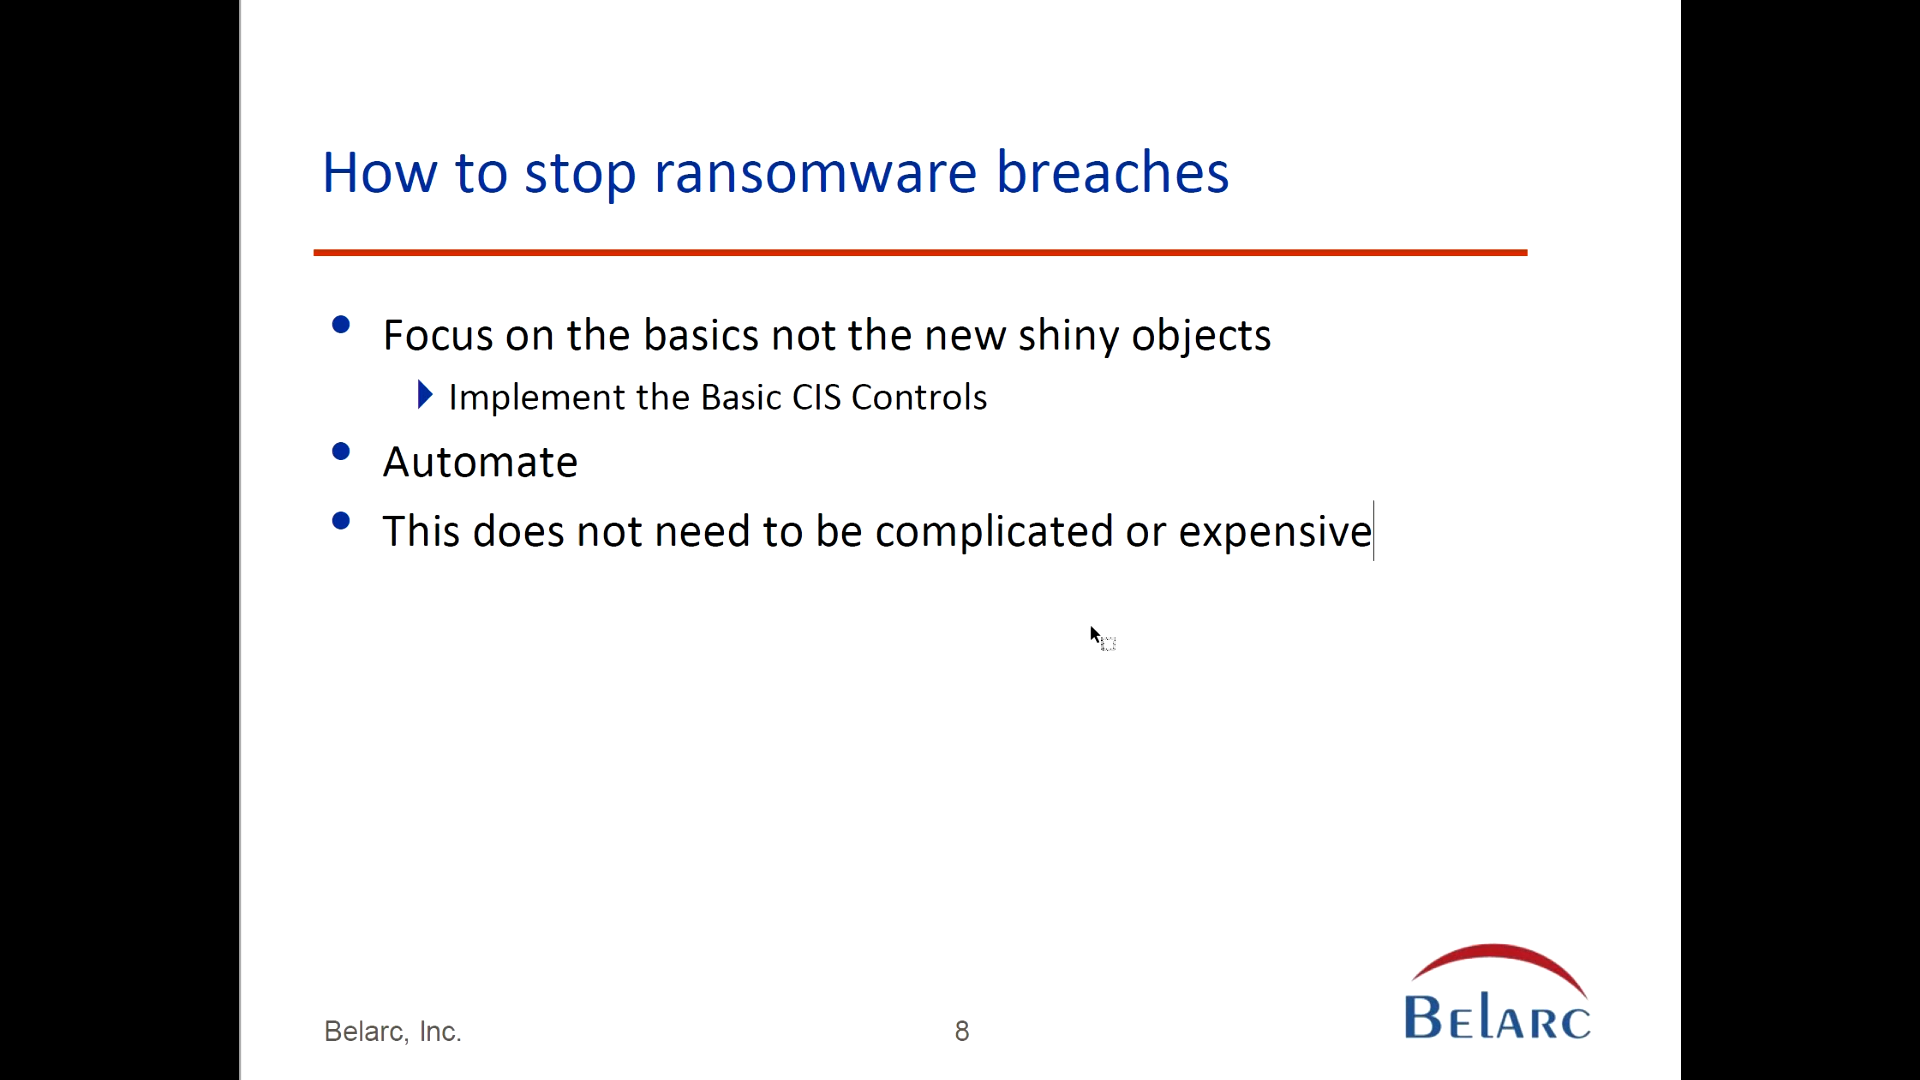 How to stop ransomware breaches
Focus on the basics not the new shiny objects
Implement the Basic CIS Controls
Automate
This does not need to be complicated or expensive
Belarc, Inc.
8
BELARC